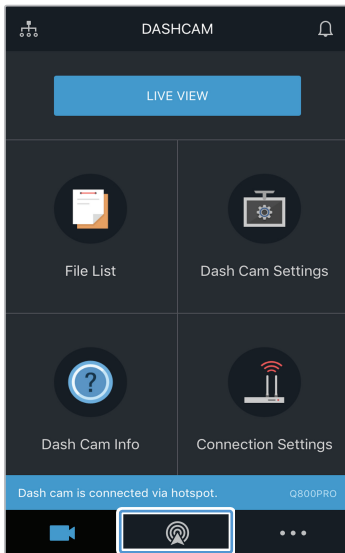 DASHCAM
LIVE VIEW
File List
Dash Cam Settings
?
Dash Cam Info
Connection Settings
Dash cam is connected via hotspot.
Q800PRO